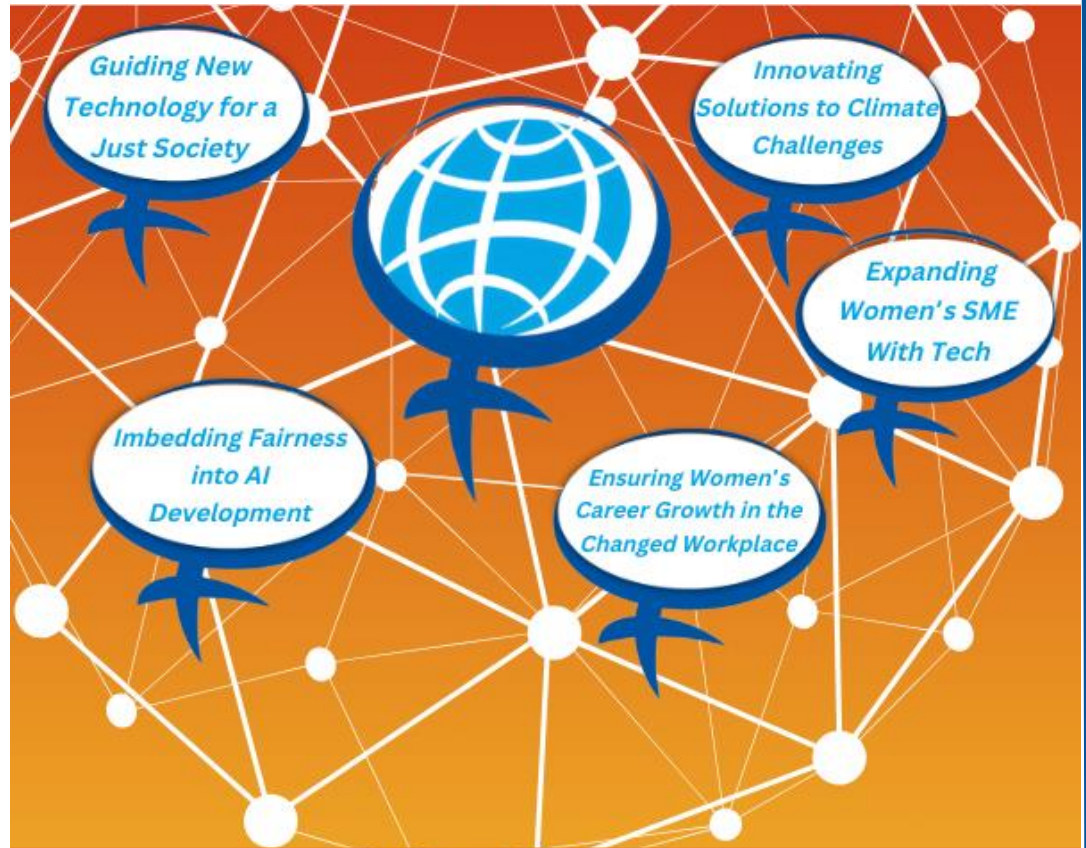 Guiding New
Technology for a
Just Society
Innovating
Solutions to Climate
Challenges
Expanding
Women's SME
With Tech
Imbedding Fairness
into AI
Development
Ensuring Women's
Career Growth in the
Changed Workplace